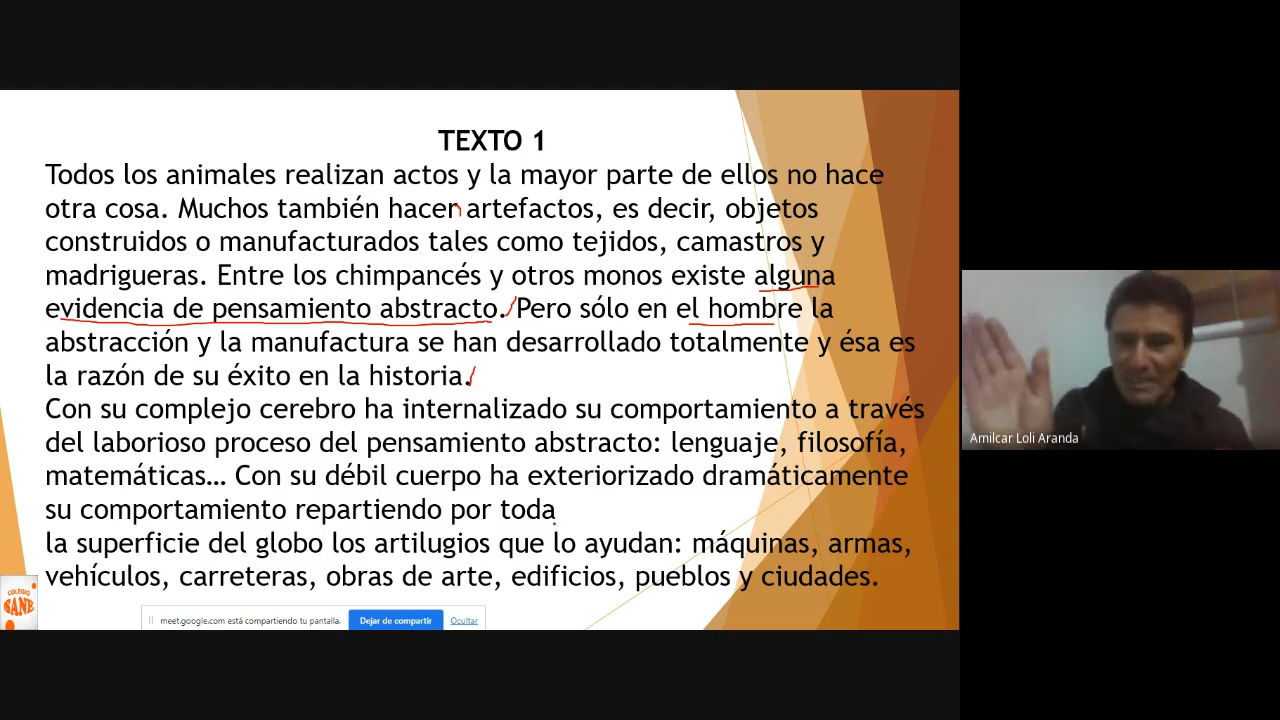 TEXTO 1
Todos los animales realizan actos y la mayor parte de ellos no hace
otra cosa. Muchos también hacen artefactos, es decir, objetos
construidos o manufacturados tales como tejidos, camastros y
madrigueras. Entre los chimpancés y otros monos existe alguna
evidencia de pensamiento abstracto. Pero sólo en el hombre la
abstracción y la manufactura se han desarrollado totalmente y ésa es
la razón de su éxito en la historia.
Con su complejo cerebro ha internalizado su comportamiento a través
del laborioso proceso del pensamiento abstracto: lenguaje, filosofía,
matemáticas… Con su débil cuerpo ha exteriorizado dramáticamente
su comportamiento repartiendo por toda
la superficie del globo los artilugios que lo ayudan: máquinas, armas,
vehículos, carreteras, obras de arte, edificios, pueblos y ciudades.
COLEGIO
meet.google.com está compartiendo tu pantalla.
Dejar de compartir
Ocultar
Amilcar Loli Aranda